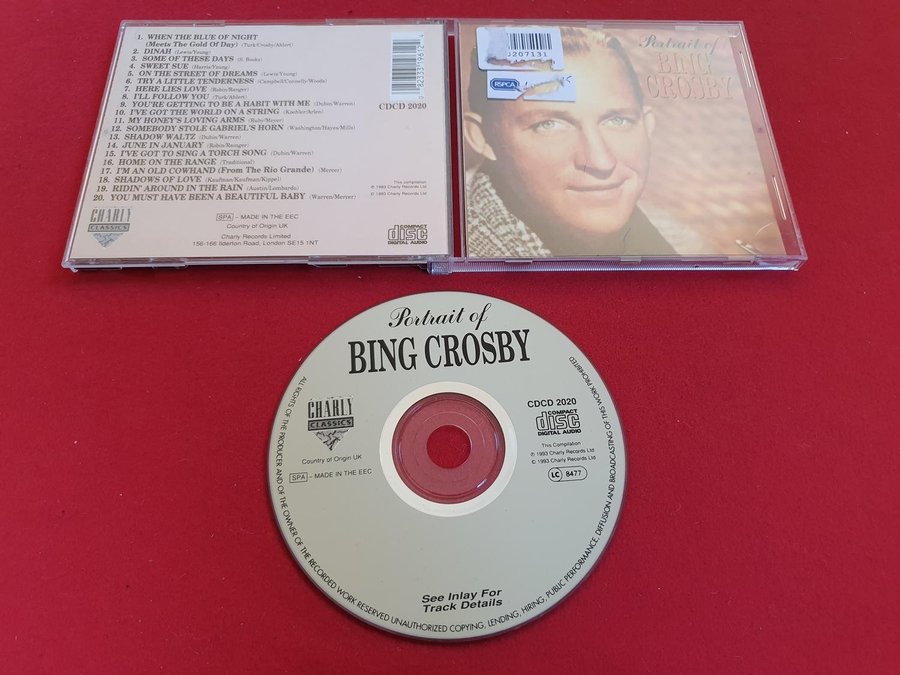 1. WHEN THE BLUE OF NIGHT
(Meets The Gold Of Day) (Turk/Crosby/Ahlert)
2. DINAH (Lewis/Young)
3. SOME OF THESE DAYS (S. Books)
4. SWEET SUE (Harris/Young)
5. ON THE STREET OF DREAMS (Lewis/Young)
6. TRY A LITTLE TENDERNESS (Campbell/Connelly/Woods)
7. HERE LIES LOVE (Robin/Ranger)
8. I'LL FOLLOW YOU (Turk/Ahlert)
9. YOU'RE GETTING TO BE A HABIT WITH ME (Dubin/Warren)
10. I'VE GOT THE WORLD ON A STRING (Koehler/Arlen)
11. MY HONEY'S LOVING ARMS (Ruby/Meyer)
12. SOMEBODY STOLE GABRIEL'S HORN (Washington/Hayes/Mills)
13. SHADOW WALTZ (Dubin/Warren)
14. JUNE IN JANUARY (Robin/Ranger)
15. I'VE GOT TO SING A TORCH SONG (Dubin/Warren)
16. HOME ON THE RANGE (Traditional)
17. I'M AN OLD COWHAND (From The Rio Grande) (Mercer)
18. SHADOWS OF LOVE (Kaufman/Kaufman/Kippel)
19. RIDIN' AROUND IN THE RAIN (Austin/Lombardo)
20. YOU MUST HAVE BEEN A BEAUTIFUL BABY (Warren/Mercer)
CDCD 2020
This compilation
℗ 1993 Charly Records Ltd
© 1993 Charly Records Ltd
CHARLY
CLASSICS
SPA – MADE IN THE EEC
Country of Origin UK
Charly Records Limited
156-166 Ilderton Road, London SE15 1NT
COMPACT
disc
DIGITAL AUDIO
207131
RSPCA
Portrait of
BING
CROSBY
Portrait of
BING CROSBY
CHARLY
CLASSICS
Country of Origin UK
SPA – MADE IN THE EEC
CDCD 2020
COMPACT
disc
DIGITAL AUDIO
This Compilation
℗ 1993 Charly Records Ltd
© 1993 Charly Records Ltd
LC 8477
See Inlay For
Track Details
ALL RIGHTS OF THE PRODUCER AND OF THE OWNER OF THE RECORDED WORK RESERVED UNAUTHORIZED COPYING, LENDING, HIRING, PUBLIC PERFORMANCE, DIFFUSION AND BROADCASTING OF THIS WORK PROHIBITED